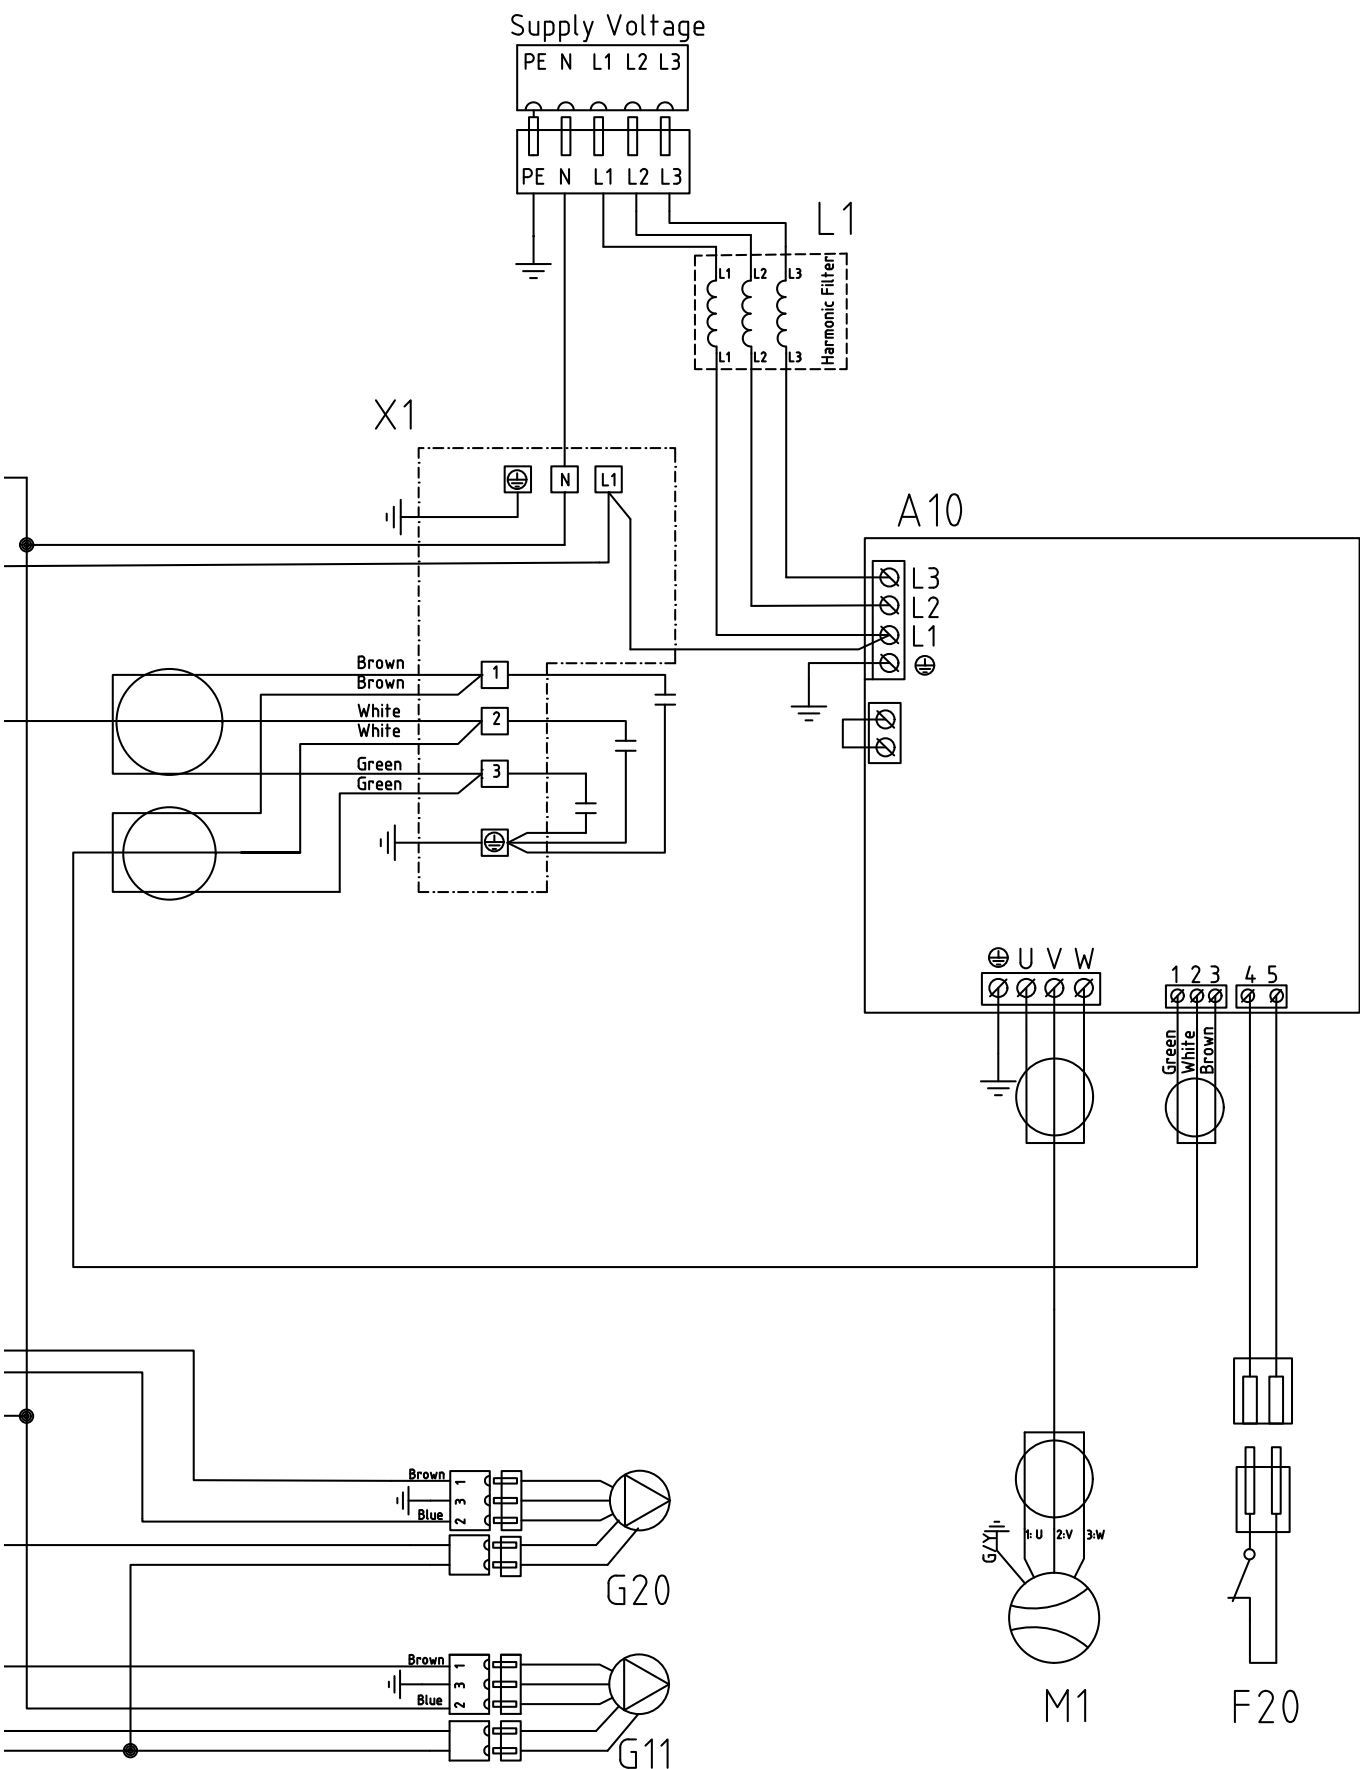 Supply Voltage
PE N L1 L2 L3
PE N L1 L2 L3
L1
L1 L2 L3
Harmonic Filter
L1 L2 L3
X1
N L1
A10
L3
L2
L1
Brown
1
Brown
White
2
White
Green
3
Green
U V W
1 2 3 4 5
Green
White
Brown
Brown
1
3
Blue
2
G20
G/Y
1: U 2:V 3:W
Brown
1
3
Blue
2
G11
M1
F20